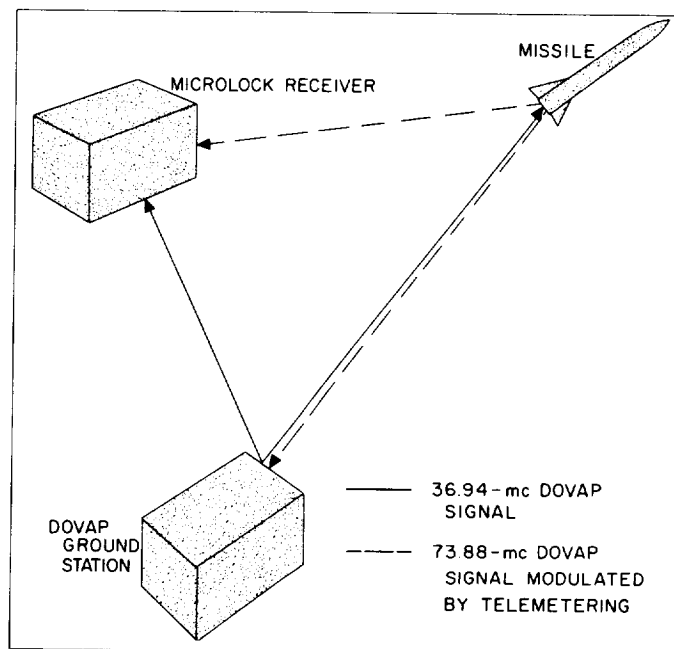 MISSILE
MICROLOCK RECEIVER
DOVAP
GROUND
STATION
36.94-mc DOVAP
SIGNAL
73.88-mc DOVAP
SIGNAL MODULATED
BY TELEMETERING